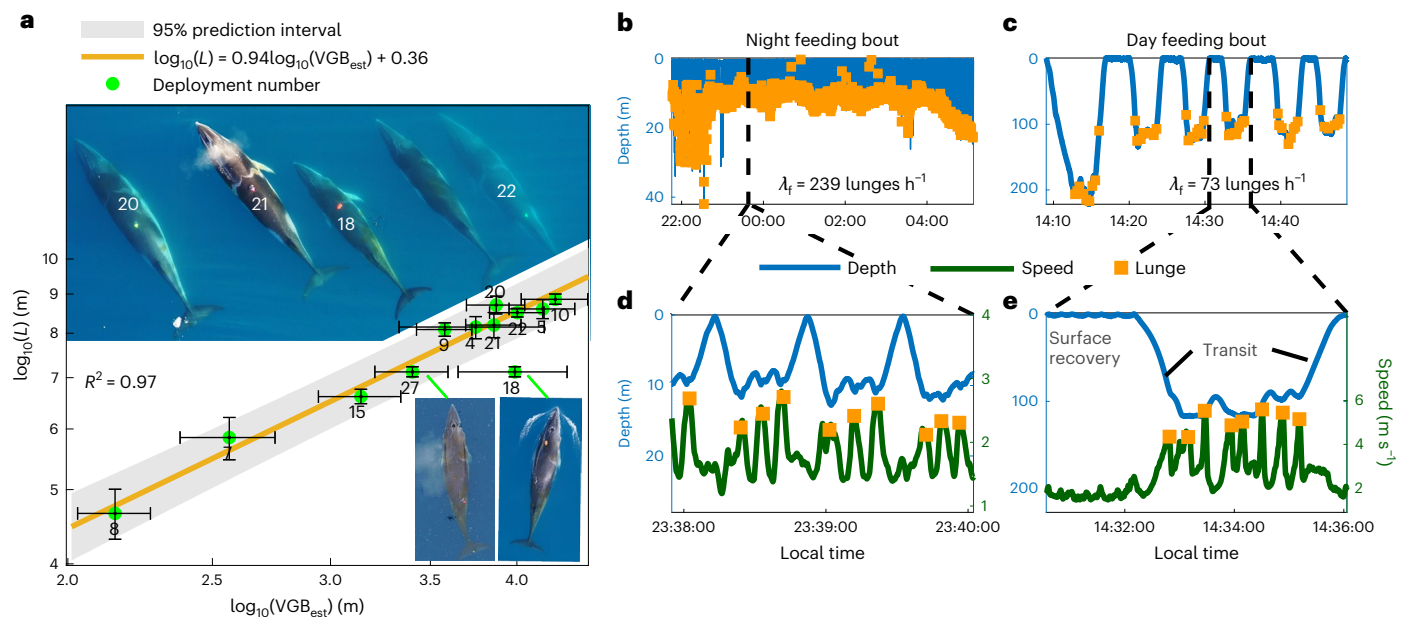 a
95% prediction interval
log₁₀(L) = 0.94log₁₀(VGBₑₛₜ) + 0.36
Deployment number
20
21
18
22
log₁₀(L) (m)
10
9
8
7
6
5
4
R² = 0.97
20
10
22
5
9
4
21
27
18
15
7
8
2.0
2.5
3.0
3.5
4.0
log₁₀(VGBₑₛₜ) (m)
b
Night feeding bout
Depth (m)
0
20
40
λf = 239 lunges h⁻¹
22:00
00:00
02:00
04:00
c
Day feeding bout
0
100
200
λf = 73 lunges h⁻¹
14:10
14:20
14:30
14:40
Depth
Speed
Lunge
d
Depth (m)
0
10
20
4
3
2
1
23:38:00
23:39:00
23:40:00
Local time
e
0
100
200
Surface
recovery
Transit
6
4
2
Speed (m s⁻¹)
14:32:00
14:34:00
14:36:00
Local time